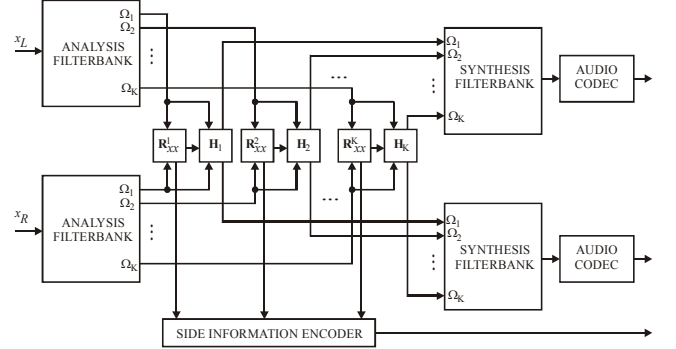 x_L
ANALYSIS
FILTERBANK
Ω_1
Ω_2
⋮
Ω_K
...
R^1_xx
H_1
R^2_xx
H_2
R^K_xx
H_K
Ω_1
Ω_2
⋮
Ω_K
SYNTHESIS
FILTERBANK
AUDIO
CODEC
x_R
ANALYSIS
FILTERBANK
Ω_1
Ω_2
⋮
Ω_K
...
Ω_1
Ω_2
⋮
Ω_K
SYNTHESIS
FILTERBANK
AUDIO
CODEC
SIDE INFORMATION ENCODER